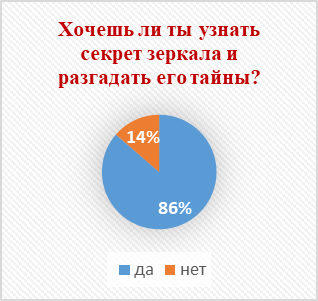 Хочешь ли ты узнать
секрет зеркала и
разгадать его тайны?
14%
86%
да нет